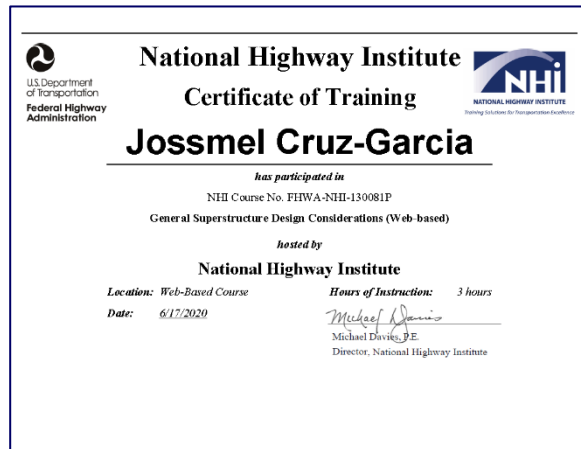 U.S. Department
of Transportation
Federal Highway
Administration
National Highway Institute
Certificate of Training
NHI
NATIONAL HIGHWAY INSTITUTE
Training Solutions for Transportation Excellence
Jossmel Cruz-Garcia
has participated in
NHI Course No. FHWA-NHI-130081P
General Superstructure Design Considerations (Web-based)
hosted by
National Highway Institute
Location: Web-Based Course
Hours of Instruction: 3 hours
Date: 6/17/2020
Michael Davies
Michael Davies, P.E.
Director, National Highway Institute